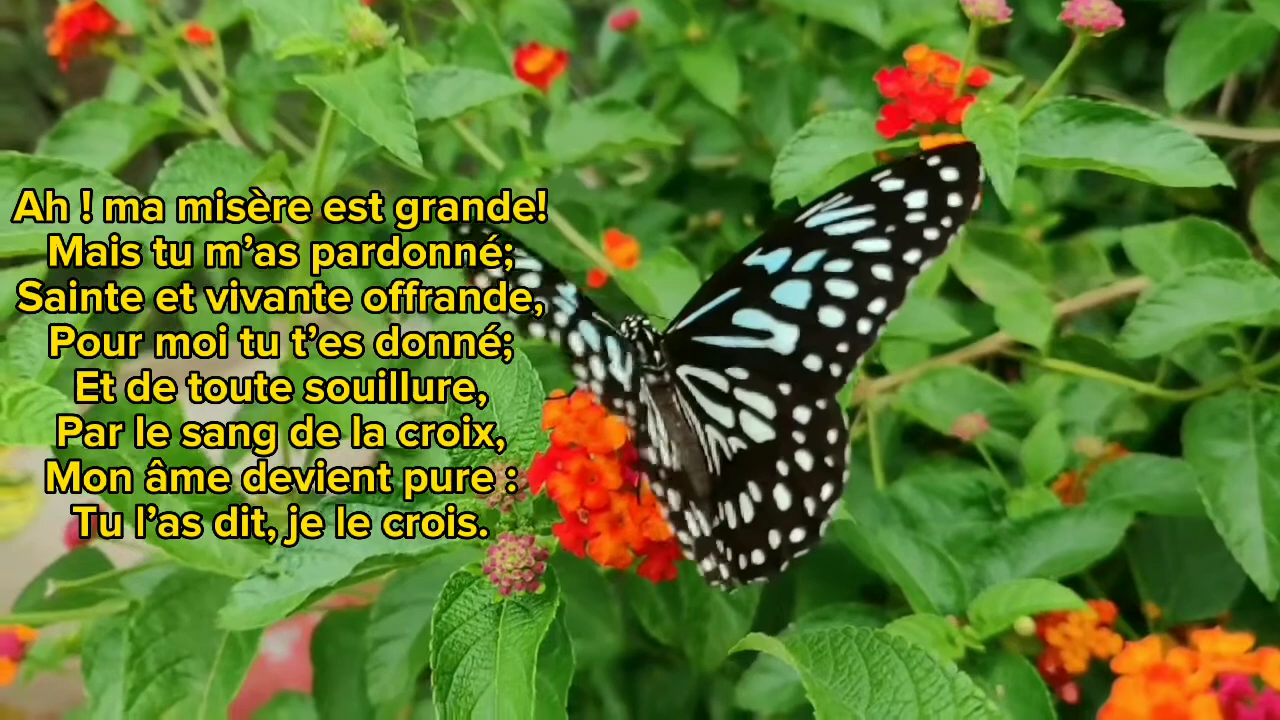 Ah ! ma misère est grande!
Mais tu m’as pardonné;
Sainte et vivante offrande,
Pour moi tu t’es donné;
Et de toute souillure,
Par le sang de la croix,
Mon âme devient pure :
Tu l’as dit, je le crois.